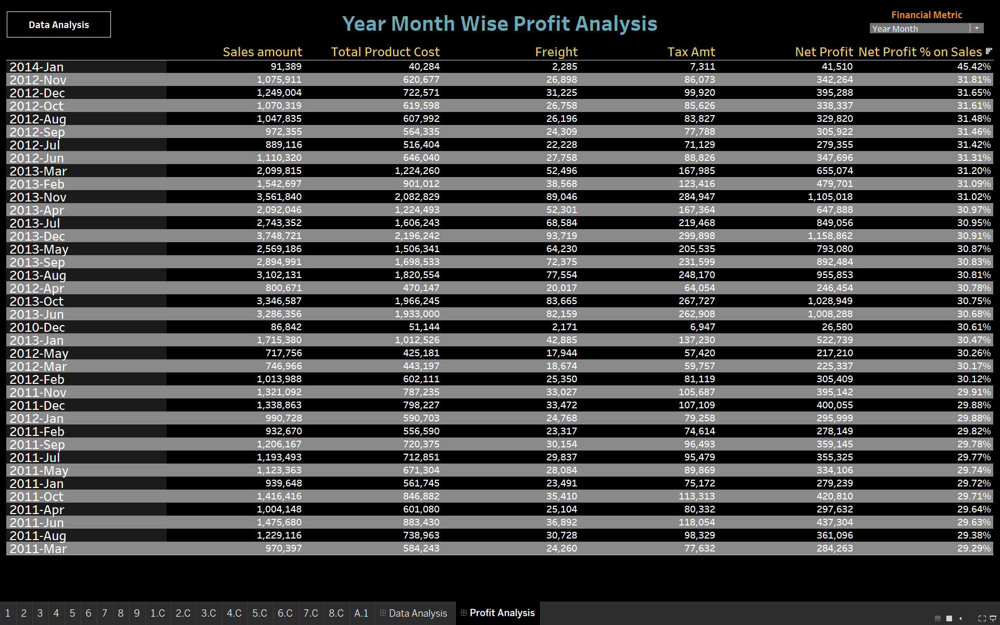 Data Analysis
Year Month Wise Profit Analysis
Financial Metric
Year Month
Sales amount Total Product Cost Freight Tax Amt Net Profit Net Profit % on Sales
2014-Jan 91,389 40,284 2,285 7,311 41,510 45.42%
2012-Nov 1,075,911 620,677 26,898 86,073 342,264 31.81%
2012-Dec 1,249,004 722,571 31,225 99,920 395,288 31.65%
2012-Oct 1,070,319 619,598 26,758 85,626 338,337 31.61%
2012-Aug 1,047,835 607,992 26,196 83,827 329,820 31.48%
2012-Sep 972,355 564,335 24,309 77,788 305,922 31.46%
2012-Jul 889,116 516,404 22,228 71,129 279,355 31.42%
2012-Jun 1,110,320 646,040 27,758 88,826 347,696 31.31%
2013-Mar 2,099,815 1,224,260 52,496 167,985 655,074 31.20%
2013-Feb 1,542,697 901,012 38,568 123,416 479,701 31.09%
2013-Nov 3,561,840 2,082,829 89,046 284,947 1,105,018 31.02%
2013-Apr 2,092,046 1,224,493 52,301 167,364 647,888 30.97%
2013-Jul 2,743,352 1,606,243 68,584 219,468 849,056 30.95%
2013-Dec 3,748,721 2,196,242 93,719 299,898 1,158,862 30.91%
2013-May 2,569,186 1,506,341 64,230 205,535 793,080 30.87%
2013-Sep 2,894,991 1,698,533 72,375 231,599 892,484 30.83%
2013-Aug 3,102,131 1,820,554 77,554 248,170 955,853 30.81%
2012-Apr 800,671 470,147 20,017 64,054 246,454 30.78%
2013-Oct 3,346,587 1,966,245 83,665 267,727 1,028,949 30.75%
2013-Jun 3,286,356 1,933,000 82,159 262,908 1,008,288 30.68%
2010-Dec 86,842 51,144 2,171 6,947 26,580 30.61%
2013-Jan 1,715,380 1,012,526 42,885 137,230 522,739 30.47%
2012-May 717,756 425,181 17,944 57,420 217,210 30.26%
2012-Mar 746,966 443,197 18,674 59,757 225,337 30.17%
2012-Feb 1,013,988 602,111 25,350 81,119 305,409 30.12%
2011-Nov 1,321,092 787,235 33,027 105,687 395,142 29.91%
2011-Dec 1,338,863 798,227 33,472 107,109 400,055 29.88%
2012-Jan 990,728 590,703 24,768 79,258 295,999 29.88%
2011-Feb 932,670 556,590 23,317 74,614 278,149 29.82%
2011-Sep 1,206,167 720,375 30,154 96,493 359,145 29.78%
2011-Jul 1,193,493 712,851 29,837 95,479 355,325 29.77%
2011-May 1,123,363 671,304 28,084 89,869 334,106 29.74%
2011-Jan 939,648 561,745 23,491 75,172 279,239 29.72%
2011-Oct 1,416,416 846,882 35,410 113,313 420,810 29.71%
2011-Apr 1,004,148 601,080 25,104 80,332 297,632 29.64%
2011-Jun 1,475,680 883,430 36,892 118,054 437,304 29.63%
2011-Aug 1,229,116 738,963 30,728 98,329 361,096 29.38%
2011-Mar 970,397 584,243 24,260 77,632 284,263 29.29%
1 2 3 4 5 6 7 8 9 1.C 2.C 3.C 4.C 5.C 6.C 7.C 8.C A.1 Data Analysis Profit Analysis